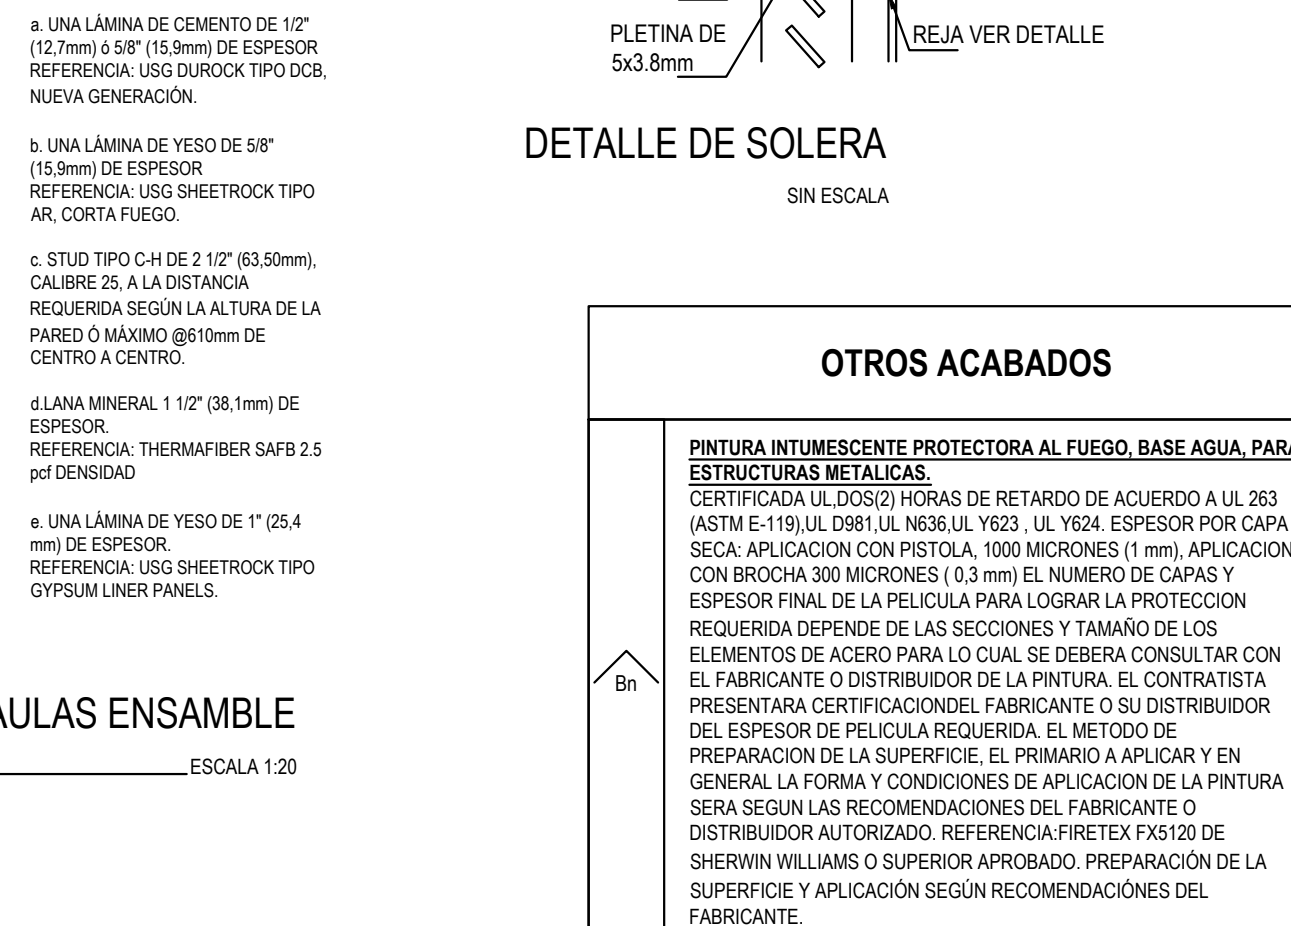 a. UNA LÁMINA DE CEMENTO DE 1/2"
(12,7mm) ó 5/8" (15,9mm) DE ESPESOR
REFERENCIA: USG DUROCK TIPO DCB,
NUEVA GENERACIÓN.
b. UNA LÁMINA DE YESO DE 5/8"
(15,9mm) DE ESPESOR
REFERENCIA: USG SHEETROCK TIPO
AR, CORTA FUEGO.
c. STUD TIPO C-H DE 2 1/2" (63,50mm),
CALIBRE 25, A LA DISTANCIA
REQUERIDA SEGÚN LA ALTURA DE LA
PARED Ó MÁXIMO @610mm DE
CENTRO A CENTRO.
d.LANA MINERAL 1 1/2" (38,1mm) DE
ESPESOR.
REFERENCIA: THERMAFIBER SAFB 2.5
pcf DENSIDAD
e. UNA LÁMINA DE YESO DE 1" (25,4
mm) DE ESPESOR.
REFERENCIA: USG SHEETROCK TIPO
GYPSUM LINER PANELS.
AULAS ENSAMBLE
ESCALA 1:20
PLETINA DE
5x3.8mm
REJA VER DETALLE
DETALLE DE SOLERA
SIN ESCALA
OTROS ACABADOS
Bn
PINTURA INTUMESCENTE PROTECTORA AL FUEGO, BASE AGUA, PARA
ESTRUCTURAS METALICAS.
CERTIFICADA UL,DOS(2) HORAS DE RETARDO DE ACUERDO A UL 263
(ASTM E-119),UL D981,UL N636,UL Y623 , UL Y624. ESPESOR POR CAPA
SECA: APLICACION CON PISTOLA, 1000 MICRONES (1 mm), APLICACION
CON BROCHA 300 MICRONES ( 0,3 mm) EL NUMERO DE CAPAS Y
ESPESOR FINAL DE LA PELICULA PARA LOGRAR LA PROTECCION
REQUERIDA DEPENDE DE LAS SECCIONES Y TAMAÑO DE LOS
ELEMENTOS DE ACERO PARA LO CUAL SE DEBERA CONSULTAR CON
EL FABRICANTE O DISTRIBUIDOR DE LA PINTURA. EL CONTRATISTA
PRESENTARA CERTIFICACIONDEL FABRICANTE O SU DISTRIBUIDOR
DEL ESPESOR DE PELICULA REQUERIDA. EL METODO DE
PREPARACION DE LA SUPERFICIE, EL PRIMARIO A APLICAR Y EN
GENERAL LA FORMA Y CONDICIONES DE APLICACION DE LA PINTURA
SERA SEGUN LAS RECOMENDACIONES DEL FABRICANTE O
DISTRIBUIDOR AUTORIZADO. REFERENCIA:FIRETEX FX5120 DE
SHERWIN WILLIAMS O SUPERIOR APROBADO. PREPARACIÓN DE LA
SUPERFICIE Y APLICACIÓN SEGÚN RECOMENDACIÓNES DEL
FABRICANTE.